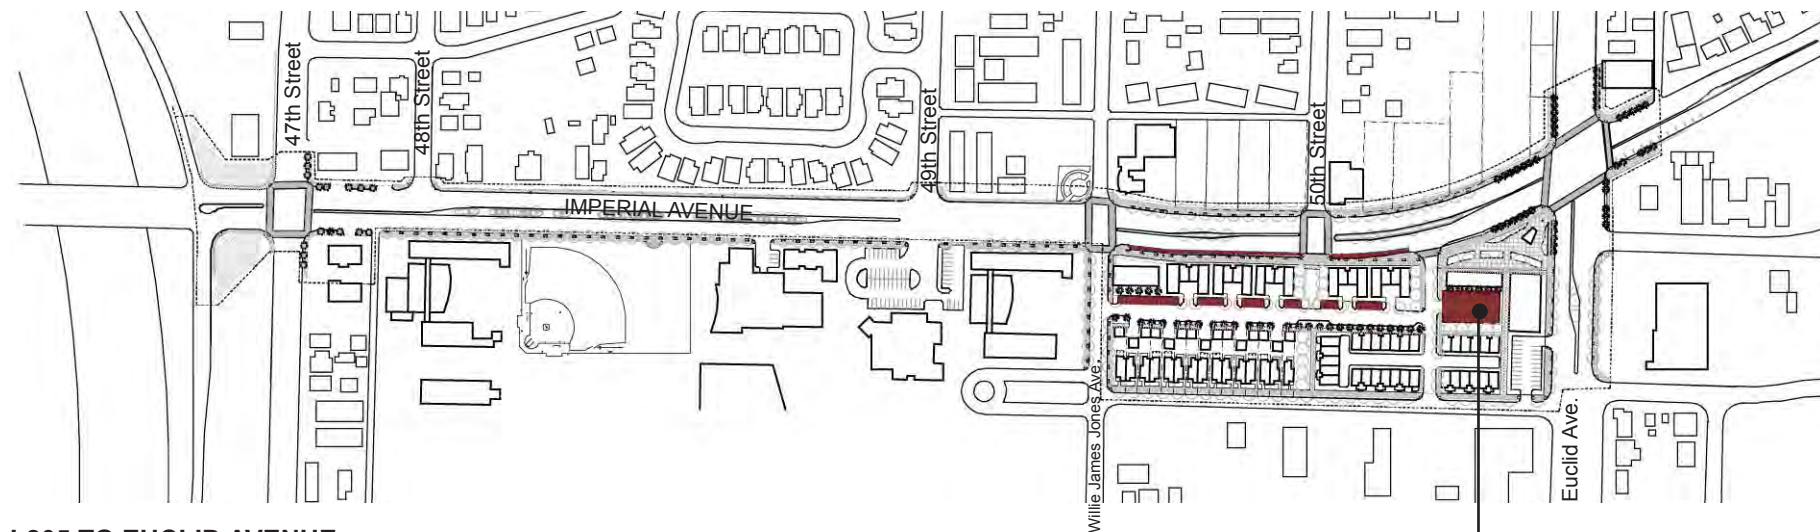 47th Street
48th Street
49th Street
50th Street
IMPERIAL AVENUE
Willie James Jones Ave.
Euclid Ave.